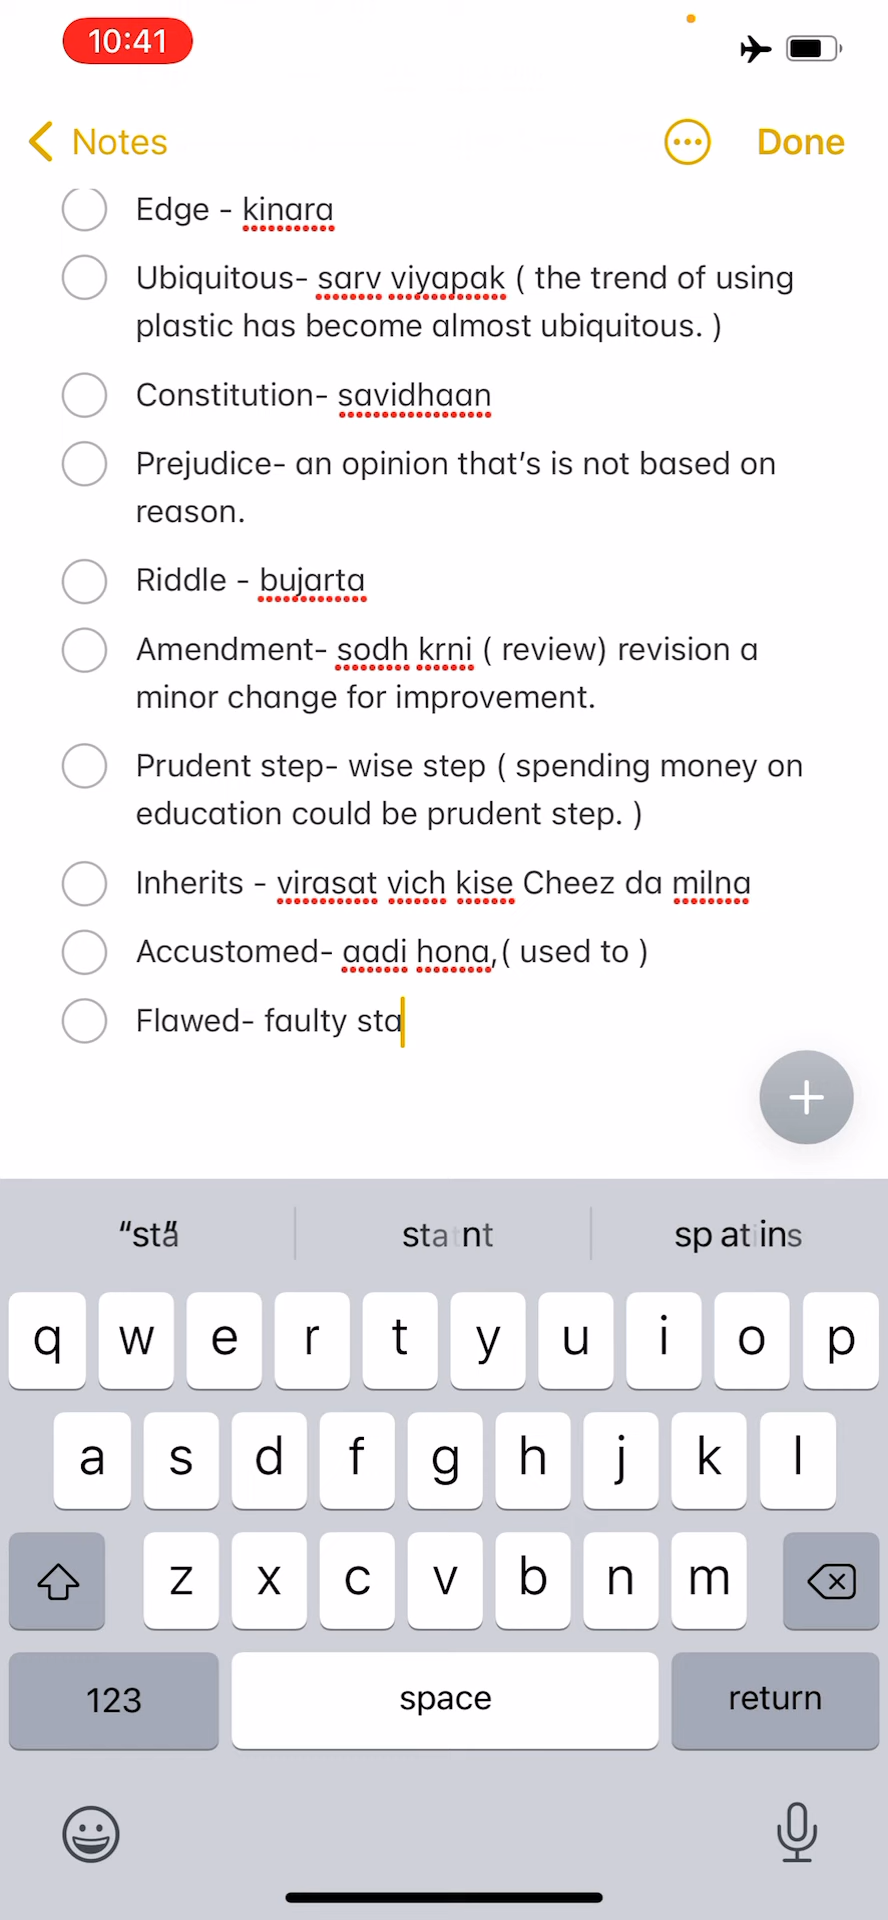 10:41
Notes
Done
Edge - kinara
Ubiquitous- sarv viyapak ( the trend of using
plastic has become almost ubiquitous. )
Constitution- savidhaan
Prejudice- an opinion that's is not based on
reason.
Riddle - bujarta
Amendment- sodh krni ( review) revision a
minor change for improvement.
Prudent step- wise step ( spending money on
education could be prudent step. )
Inherits - virasat vich kise Cheez da milna
Accustomed- aadi hona,( used to )
Flawed- faulty sta
q w e r t y u i o p
a s d f g h j k l
z x c v b n m
123 space return